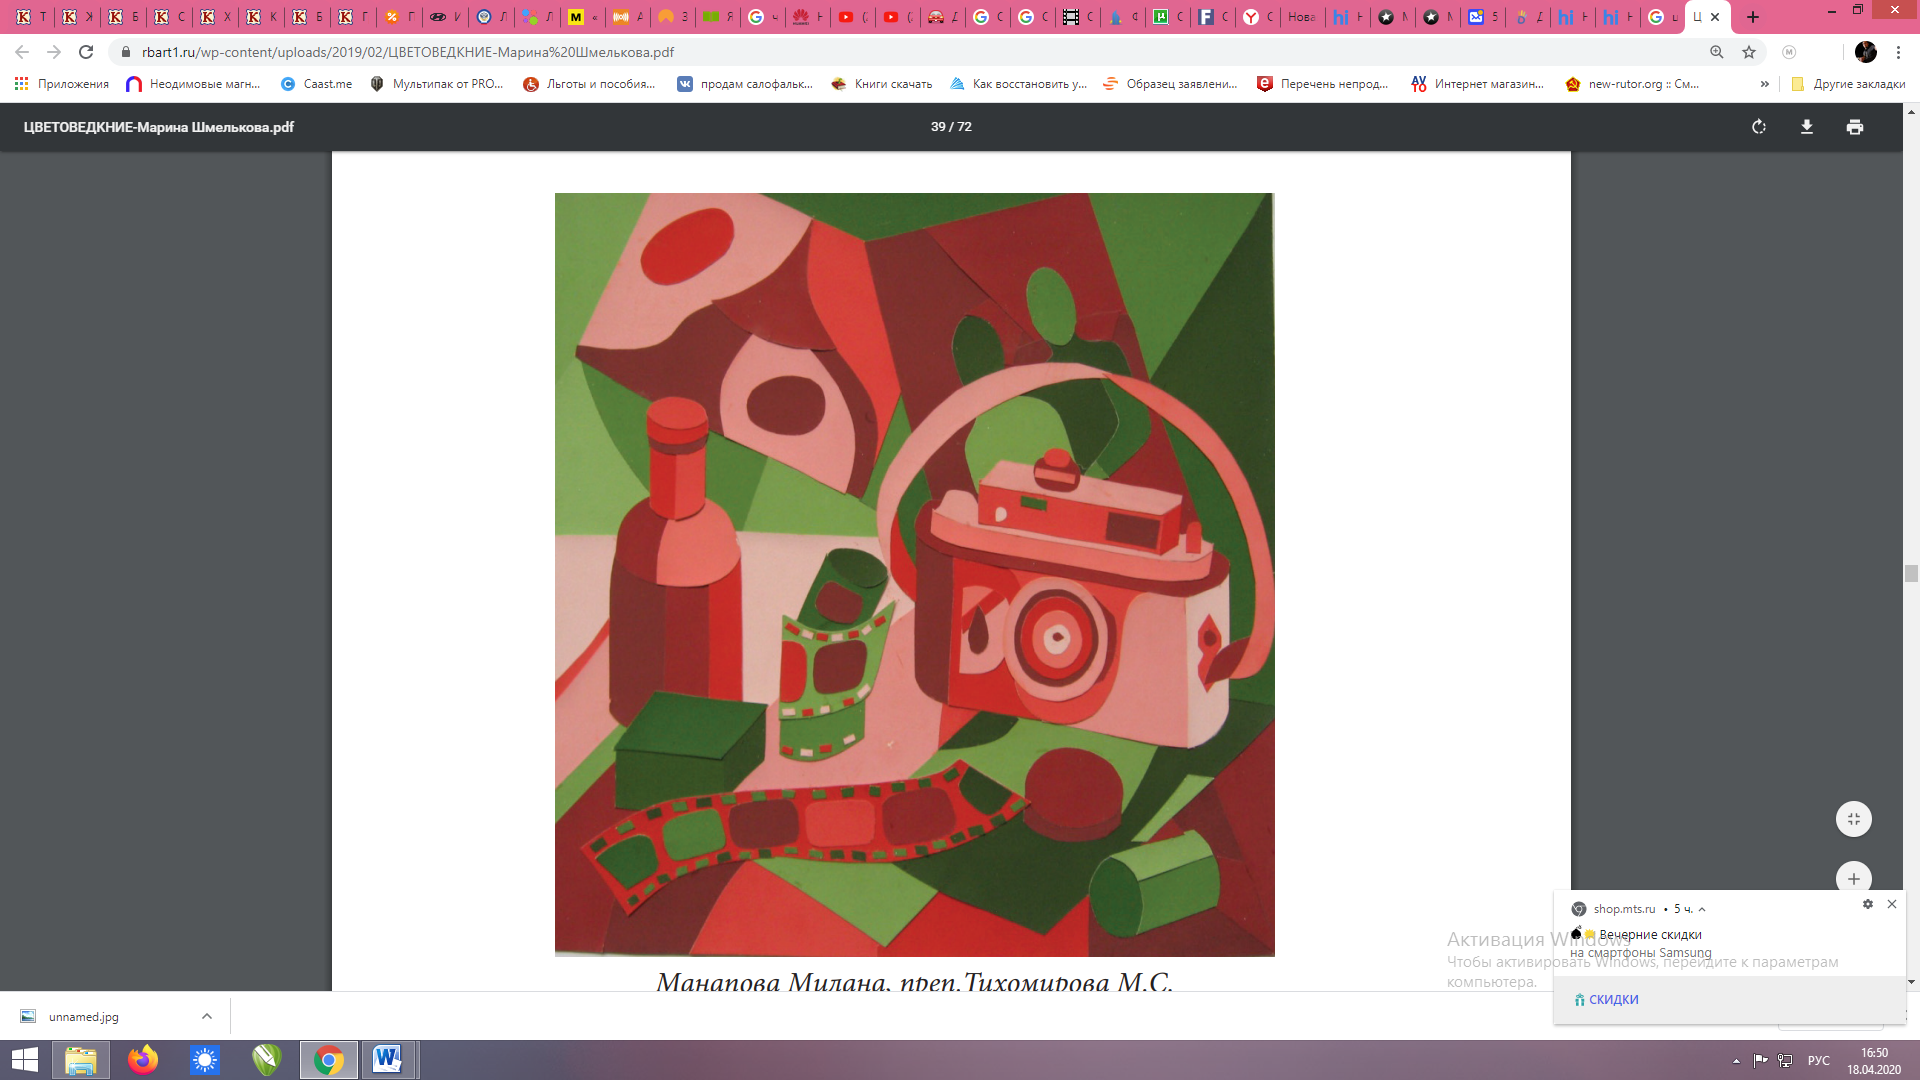 Т
Ж
Б
С
Х
К
Б
Г
Г
И
Л
Л
«
А
З
Я
ч
Н
(
(
Д
С
С
С
Ф
С
С
С
Нова
Н
М
М
5
Д
Н
Н
ц
Ц
rbart1.ru/wp-content/uploads/2019/02/ЦВЕТОВЕДКНИЕ-Марина%20Шмелькова.pdf
Приложения
Неодимовые магн...
Caast.me
Мультипак от PRO...
Льготы и пособия...
продам салофальк...
Книги скачать
Как восстановить у...
Образец заявлени...
Перечень непрод...
Интернет магазин...
new-rutor.org :: См...
»
Другие закладки
ЦВЕТОВЕДКНИЕ-Марина Шмелькова.pdf
39 / 72
Манапова Милана, преп.Тихомирова М.С.
shop.mts.ru • 5 ч.
Вечерние скидки
на смартфоны Samsung
СКИДКИ
Активация Windows
Чтобы активировать Windows, перейдите к параметрам
компьютера.
unnamed.jpg
РУС
16:50
18.04.2020